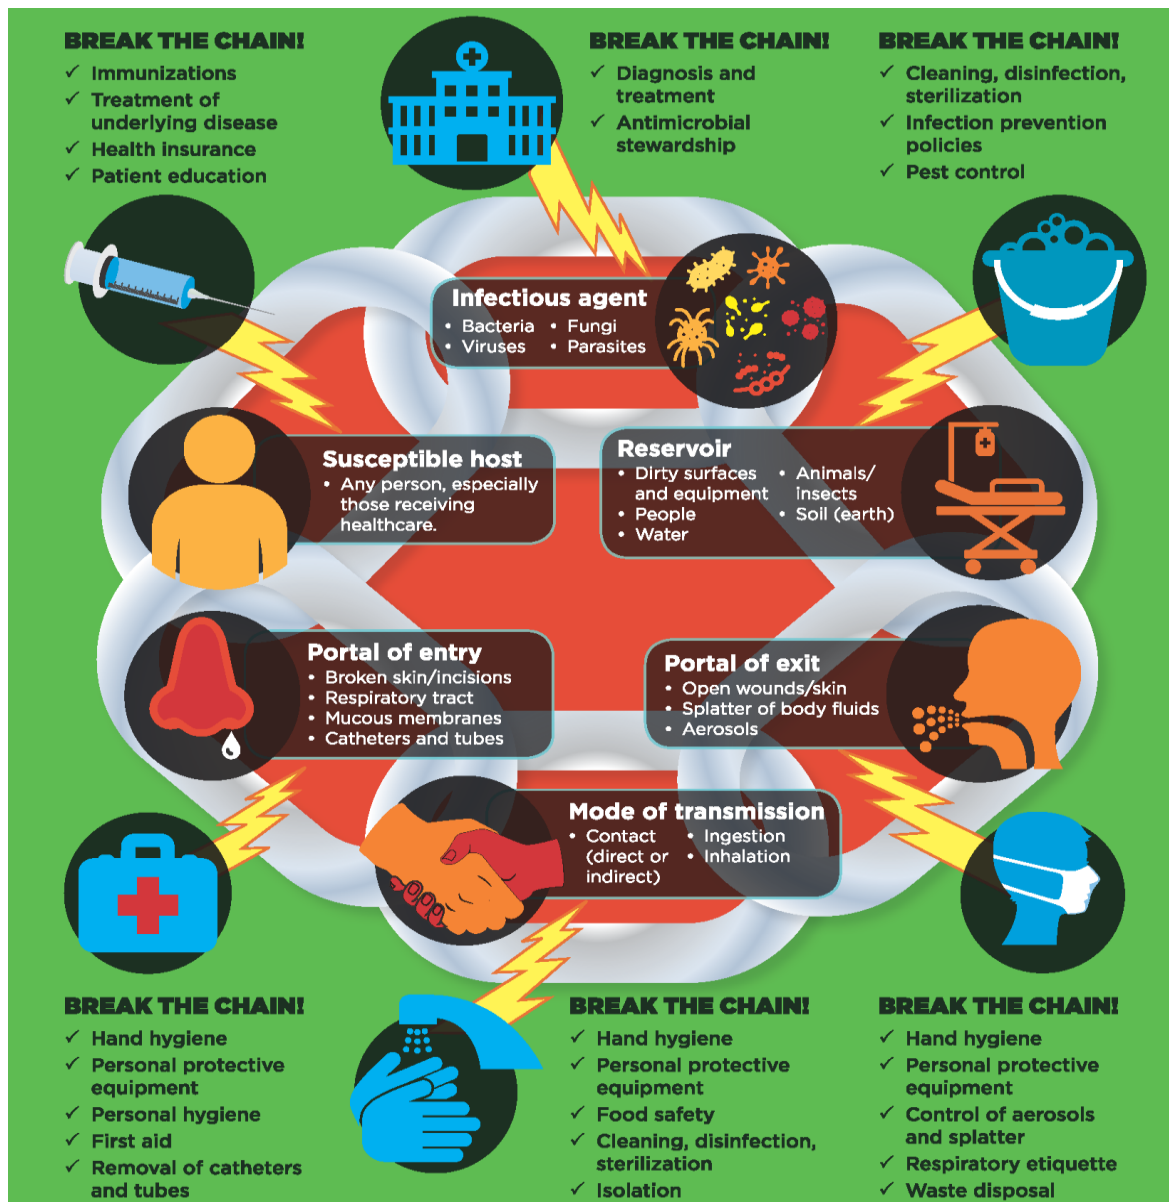 BREAK THE CHAIN!
✓ Immunizations
✓ Treatment of
underlying disease
✓ Health insurance
✓ Patient education
BREAK THE CHAIN!
✓ Diagnosis and
treatment
✓ Antimicrobial
stewardship
BREAK THE CHAIN!
✓ Cleaning, disinfection,
sterilization
✓ Infection prevention
policies
✓ Pest control
Infectious agent
• Bacteria • Fungi
• Viruses • Parasites
Susceptible host
• Any person, especially
those receiving
healthcare.
Reservoir
• Dirty surfaces
and equipment
• People
• Water
• Animals/
insects
• Soil (earth)
Portal of entry
• Broken skin/incisions
• Respiratory tract
• Mucous membranes
• Catheters and tubes
Portal of exit
• Open wounds/skin
• Splatter of body fluids
• Aerosols
Mode of transmission
• Contact
(direct or
indirect)
• Ingestion
• Inhalation
BREAK THE CHAIN!
✓ Hand hygiene
✓ Personal protective
equipment
✓ Personal hygiene
✓ First aid
✓ Removal of catheters
and tubes
BREAK THE CHAIN!
✓ Hand hygiene
✓ Personal protective
equipment
✓ Food safety
✓ Cleaning, disinfection,
sterilization
✓ Isolation
BREAK THE CHAIN!
✓ Hand hygiene
✓ Personal protective
equipment
✓ Control of aerosols
and splatter
✓ Respiratory etiquette
✓ Waste disposal